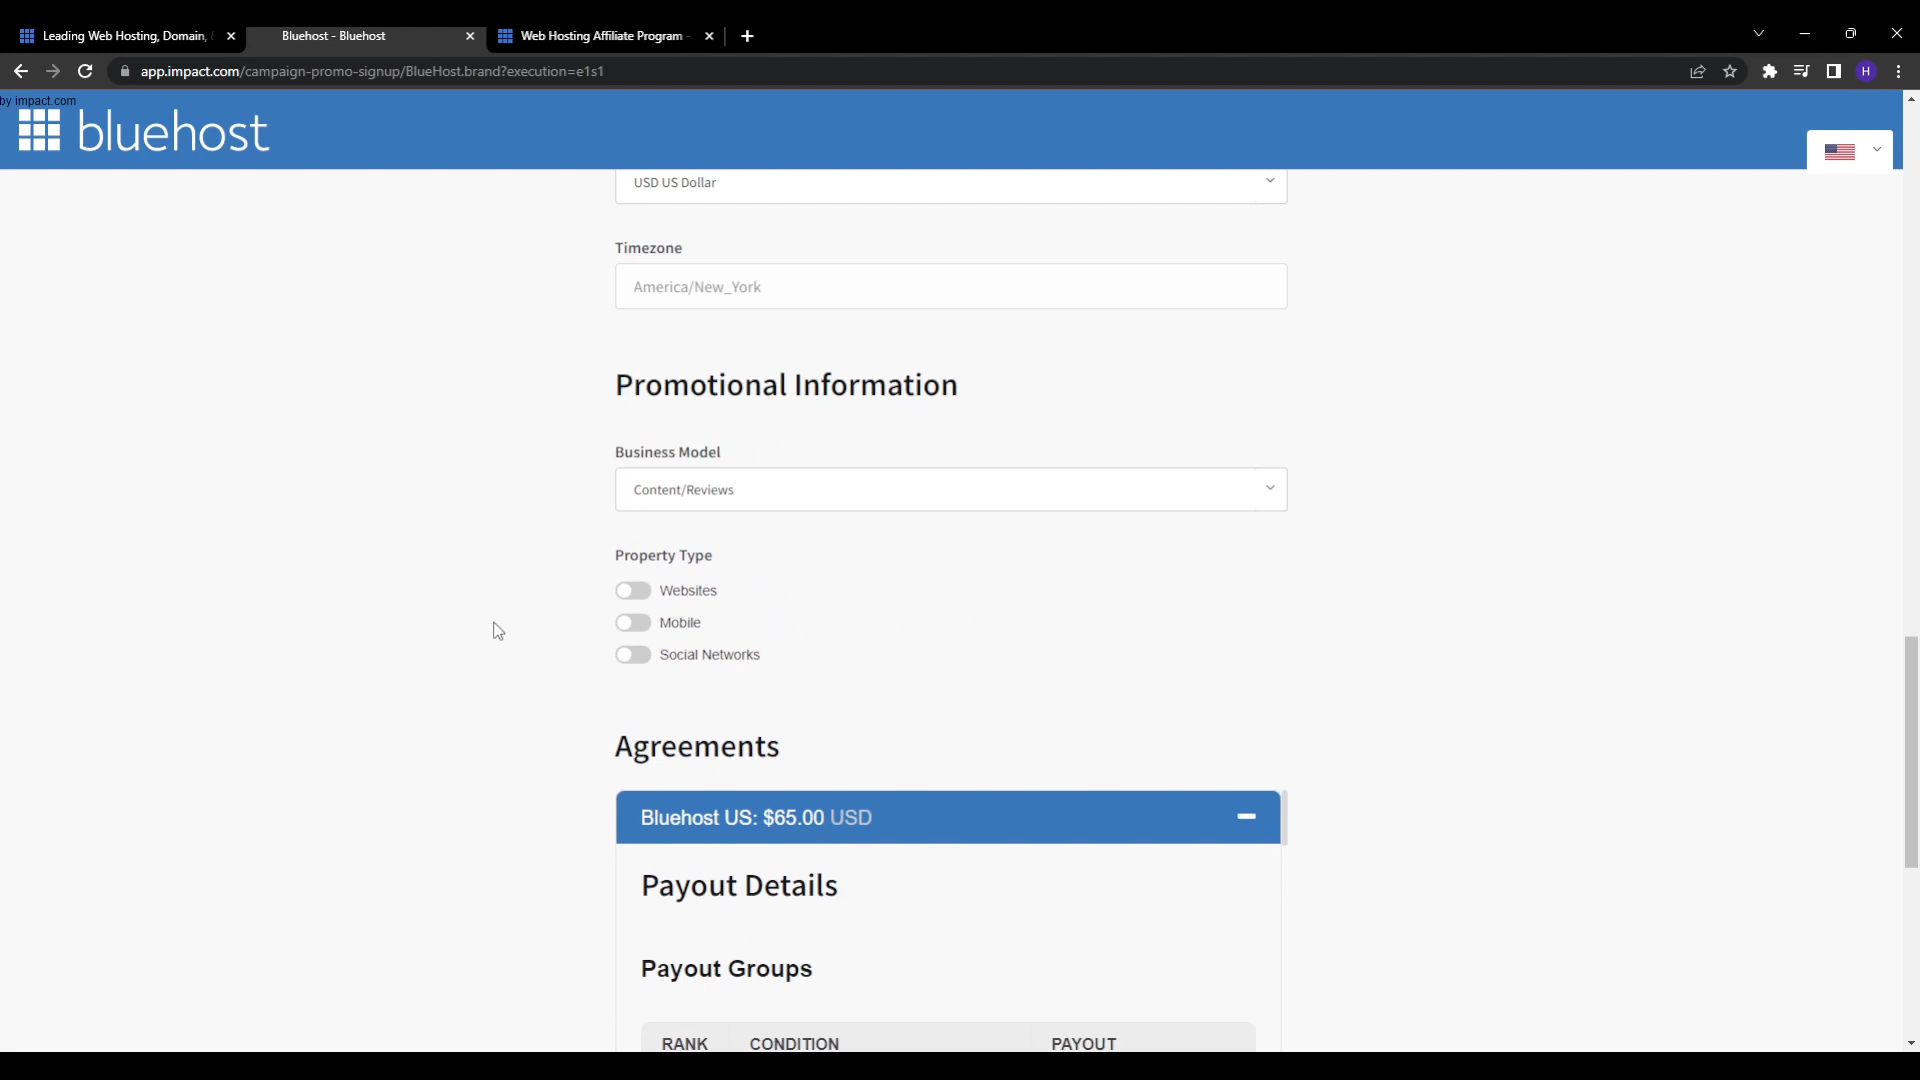 Leading Web Hosting, Domain,
Bluehost - Bluehost
Web Hosting Affiliate Program -
app.impact.com/campaign-promo-signup/BlueHost.brand?execution=e1s1
H
by impact.com
bluehost
USD US Dollar
Timezone
America/New_York
Promotional Information
Business Model
Content/Reviews
Property Type
Websites
Mobile
Social Networks
Agreements
Bluehost US: $65.00 USD
Payout Details
Payout Groups
RANK CONDITION PAYOUT